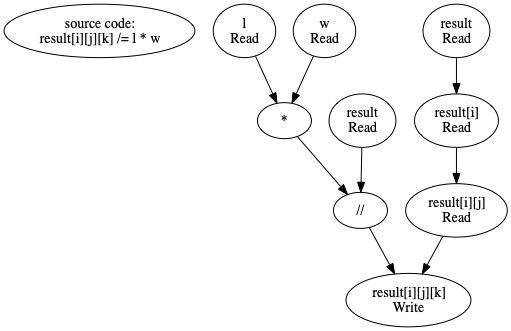 source code:
result[i][j][k] /= l * w
l
Read
w
Read
result
Read
*
result
Read
result[i]
Read
//
result[i][j]
Read
result[i][j][k]
Write